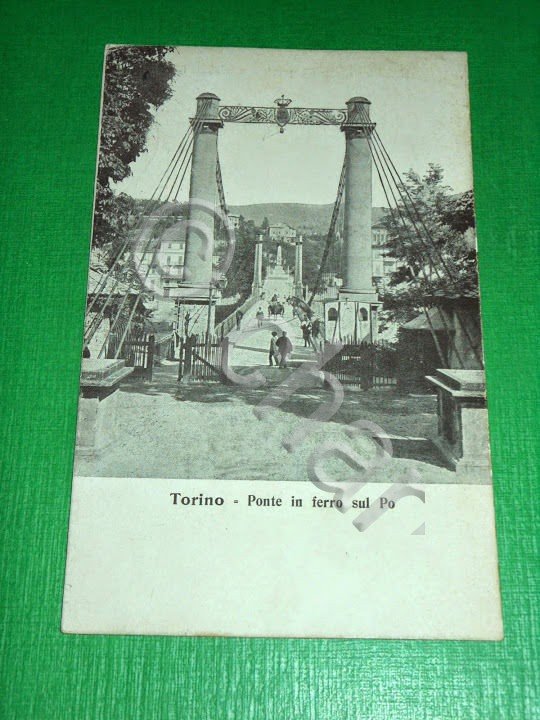 Torino - Ponte in ferro sul Po